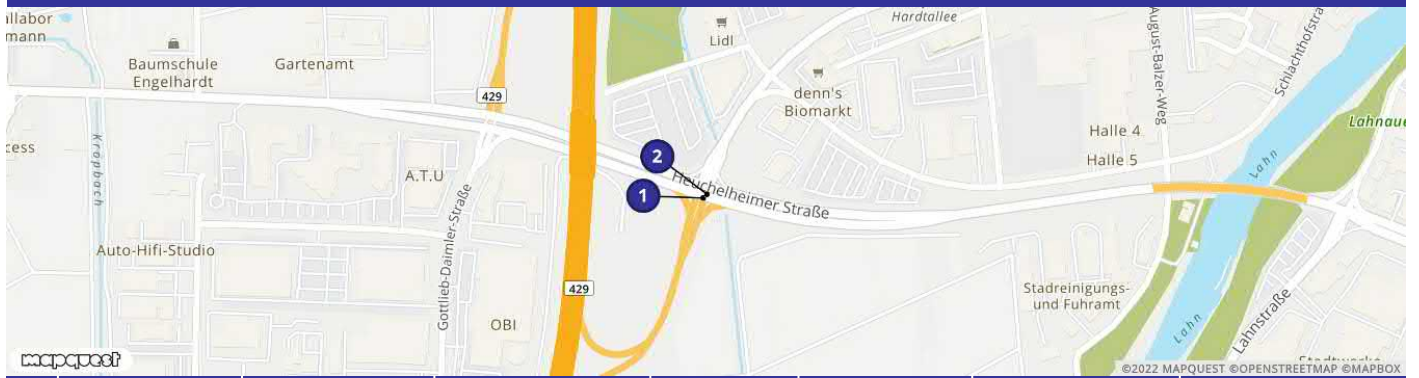 allabor
mann
Baumschule
Engelhardt
Gartenamt
429
Lidl
Hardtallee
denn's
Biomarkt
August-Balzer-Weg
Schlachthofstra
Halle 4
Halle 5
Lahnaue
Lahn
cess
Kropbach
A.T.U
2
1
Heuchelheimer Straße
Auto-Hifi-Studio
Gottlieb-Daimler-Straße
429
OBI
Stadreinigungs-
und Fuhramt
Lahn
Lahnstraße
Stadtwerke
mapquest
©2022 MAPQUEST ©OPENSTREETMAP ©MAPBOX